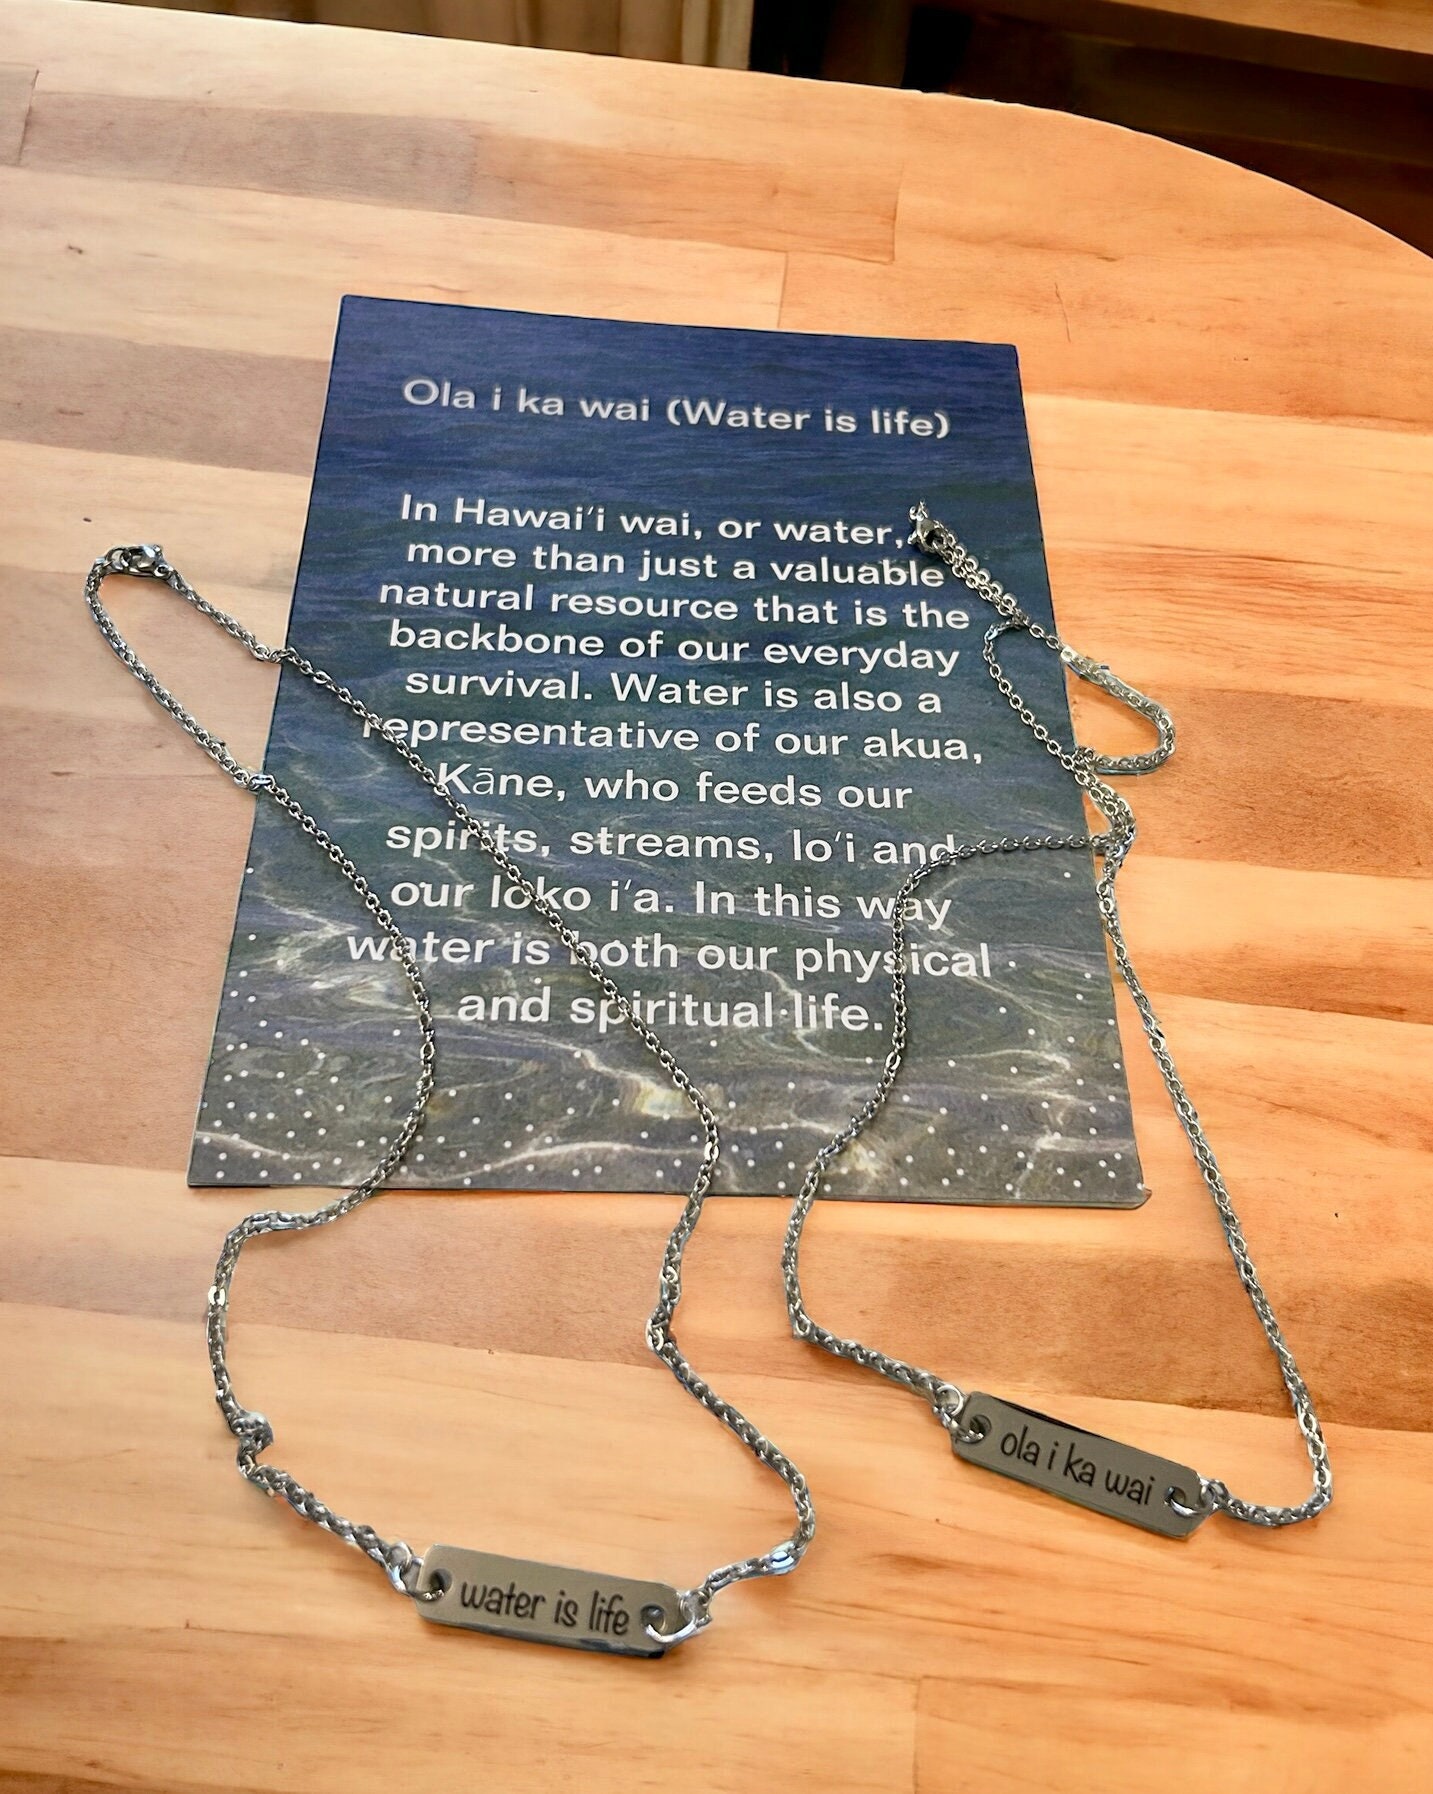 Ola i ka wai (Water is life)
In Hawaiʻi wai, or water,
more than just a valuable
natural resource that is the
backbone of our everyday
survival. Water is also a
representative of our akua,
Kāne, who feeds our
spirits, streams, loʻi and
our loko iʻa. In this way
water is both our physical
and spiritual life.
ola i ka wai
water is life